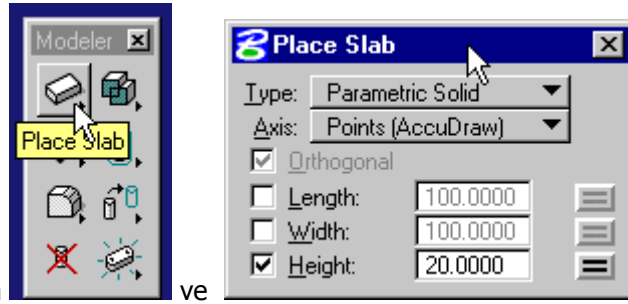 Modeler
Place Slab
ve
Place Slab
Type: Parametric Solid
Axis: Points (AccuDraw)
Orthogonal
Length: 100.0000
Width: 100.0000
Height: 20.0000